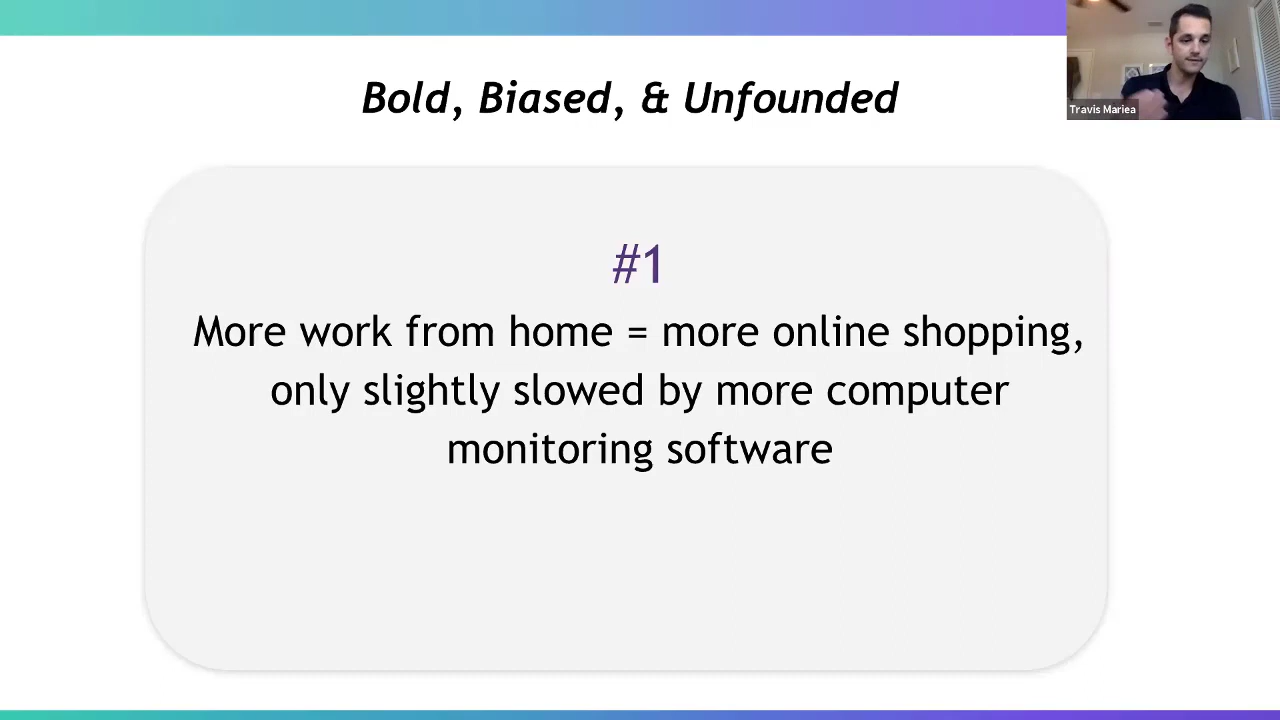 Bold, Biased, & Unfounded
Travis Mariea
#1
More work from home = more online shopping,
only slightly slowed by more computer
monitoring software